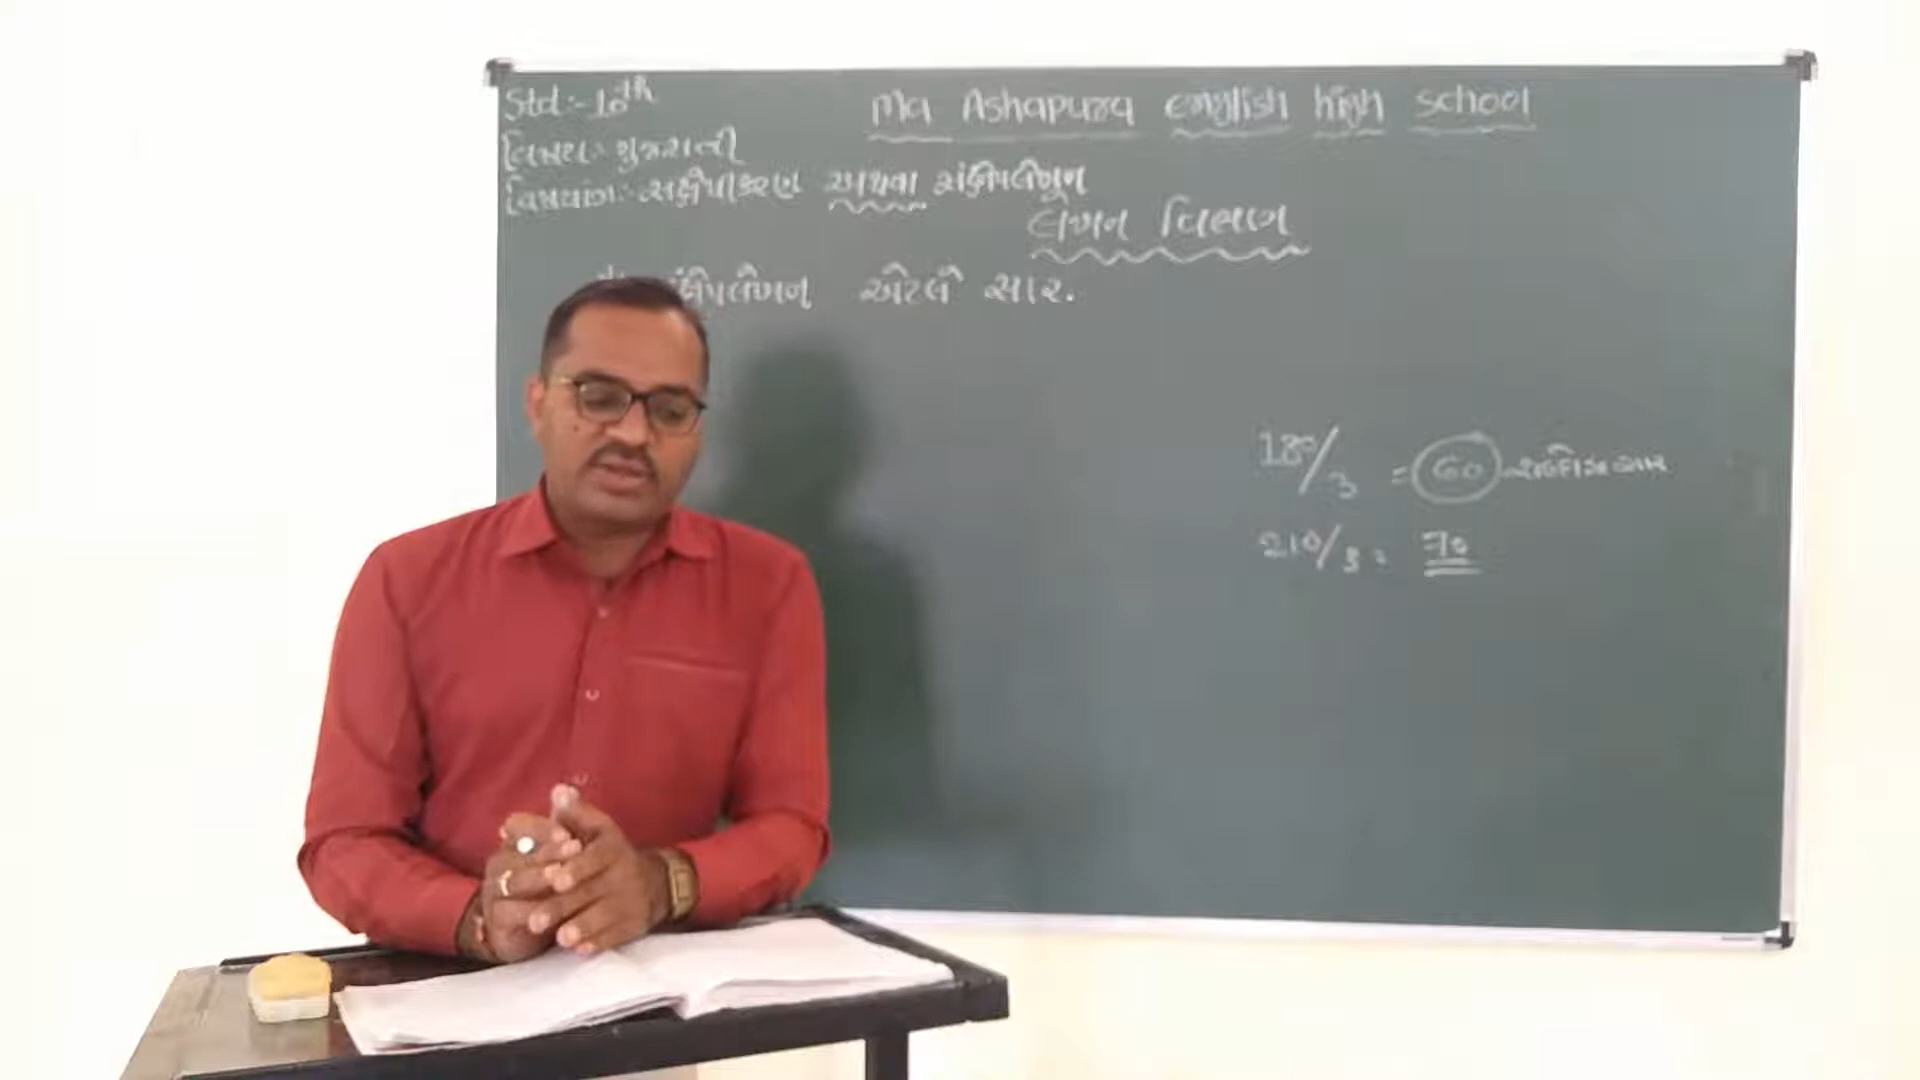 Std :- 10th
Ma Ashapura english high school
વિષય :- ગુજરાતી
વિષયાંગ :- સંક્ષેપીકરણ અથવા સંક્ષેપલેખન
લેખન વિભાગ
સંક્ષેપલેખન એટલે સાર.
180/3 = 60
210/3 = 70